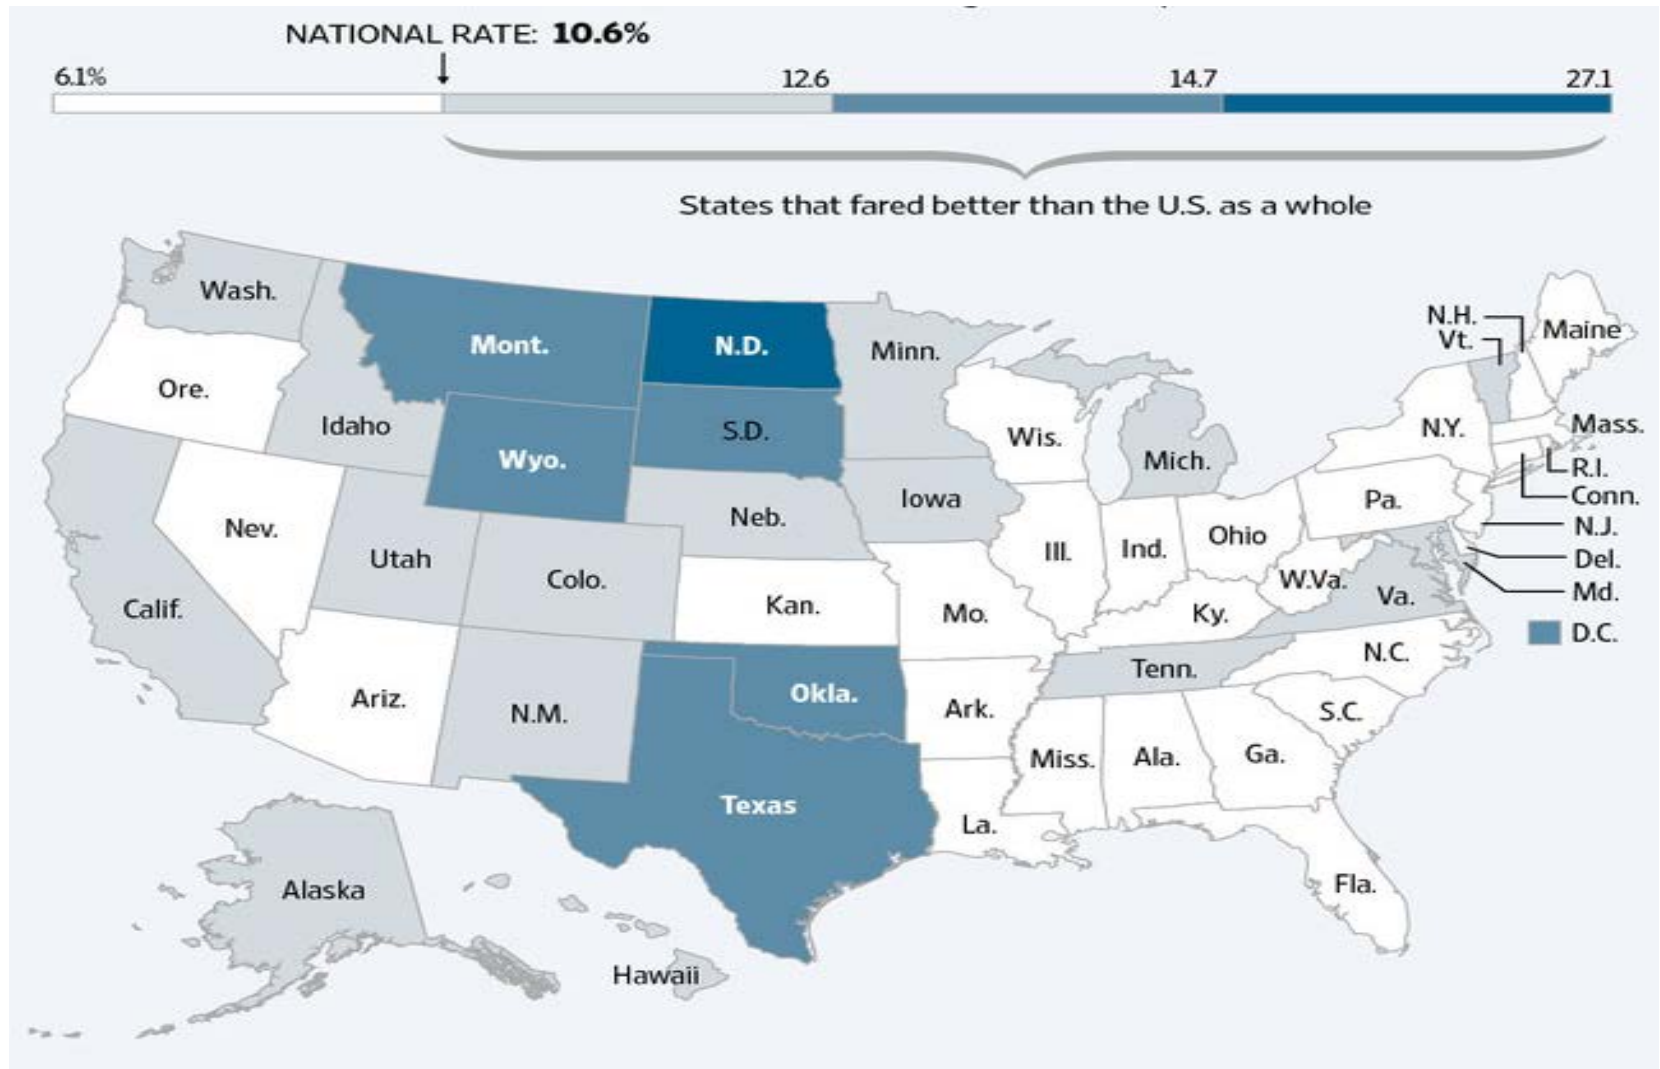 NATIONAL RATE: 10.6%
6.1% 12.6 14.7 27.1
States that fared better than the U.S. as a whole
Wash.
Mont.
N.D.
Minn.
N.H.
Vt.
Maine
Ore.
Idaho
Wyo.
S.D.
Wis.
Mich.
N.Y.
Mass.
R.I.
Conn.
N.J.
Del.
Md.
D.C.
Nev.
Utah
Colo.
Neb.
Iowa
Ill.
Ind.
Ohio
Pa.
W.Va.
Va.
Calif.
Kan.
Mo.
Ky.
Ariz.
N.M.
Okla.
Ark.
Tenn.
N.C.
S.C.
Texas
La.
Miss.
Ala.
Ga.
Fla.
Alaska
Hawaii